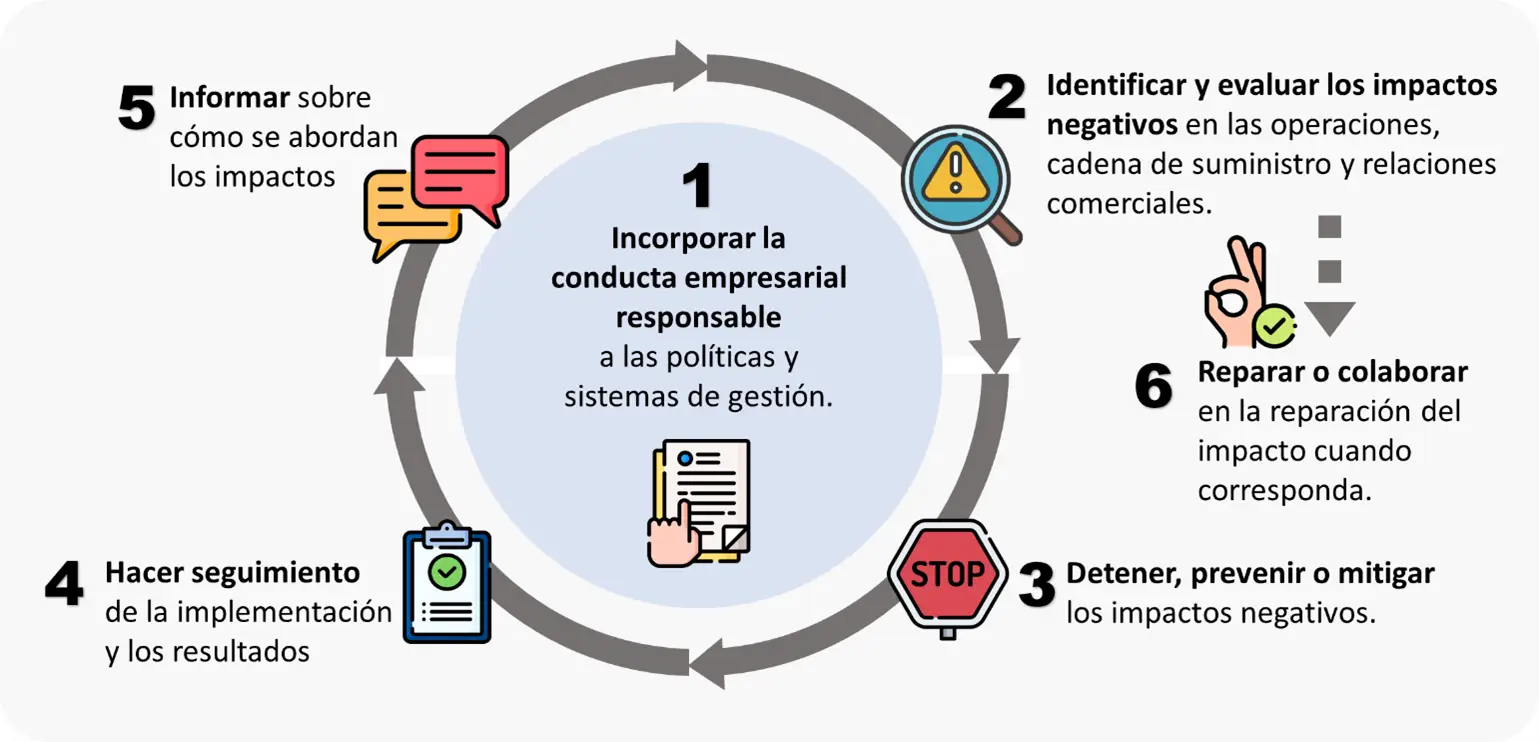 1
Incorporar la
conducta empresarial
responsable
a las políticas y
sistemas de gestión.
2
Identificar y evaluar los impactos
negativos en las operaciones,
cadena de suministro y relaciones
comerciales.
6
Reparar o colaborar
en la reparación del
impacto cuando
corresponda.
STOP
3
Detener, prevenir o mitigar
los impactos negativos.
4
Hacer seguimiento
de la implementación
y los resultados
5
Informar sobre
cómo se abordan
los impactos